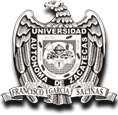 UNIVERSIDAD
AUTONOMA DE ZACATECAS
FRANCISCO GARCIA SALINAS